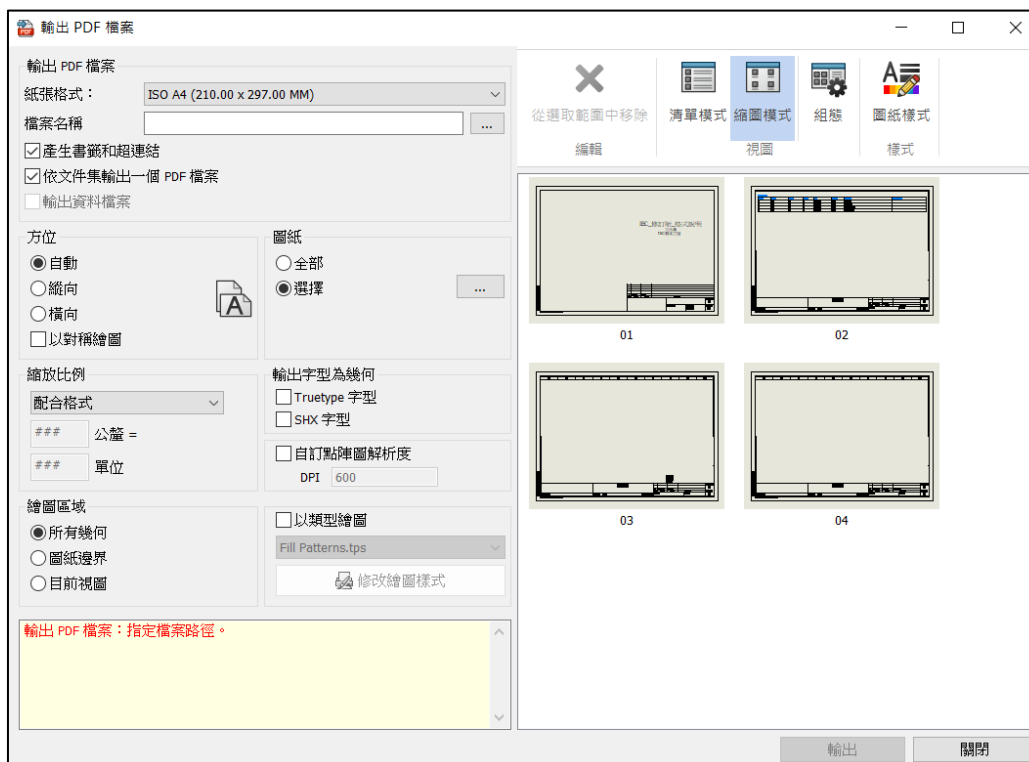 輸出 PDF 檔案
輸出 PDF 檔案
紙張格式：
ISO A4 (210.00 x 297.00 MM)
檔案名稱
...
產生書籤和超連結
依文件集輸出一個 PDF 檔案
輸出資料檔案
方位
自動
縱向
橫向
以對稱繪圖
A
圖紙
全部
選擇
...
縮放比例
配合格式
### 公釐 =
### 單位
輸出字型為幾何
Truetype 字型
SHX 字型
自訂點陣圖解析度
DPI 600
繪圖區域
所有幾何
圖紙邊界
目前視圖
以類型繪圖
Fill Patterns.tps
修改繪圖樣式
輸出 PDF 檔案：指定檔案路徑。
從選取範圍中移除
編輯
清單模式
縮圖模式
組態
視圖
圖紙樣式
樣式
01
02
03
04
輸出
關閉